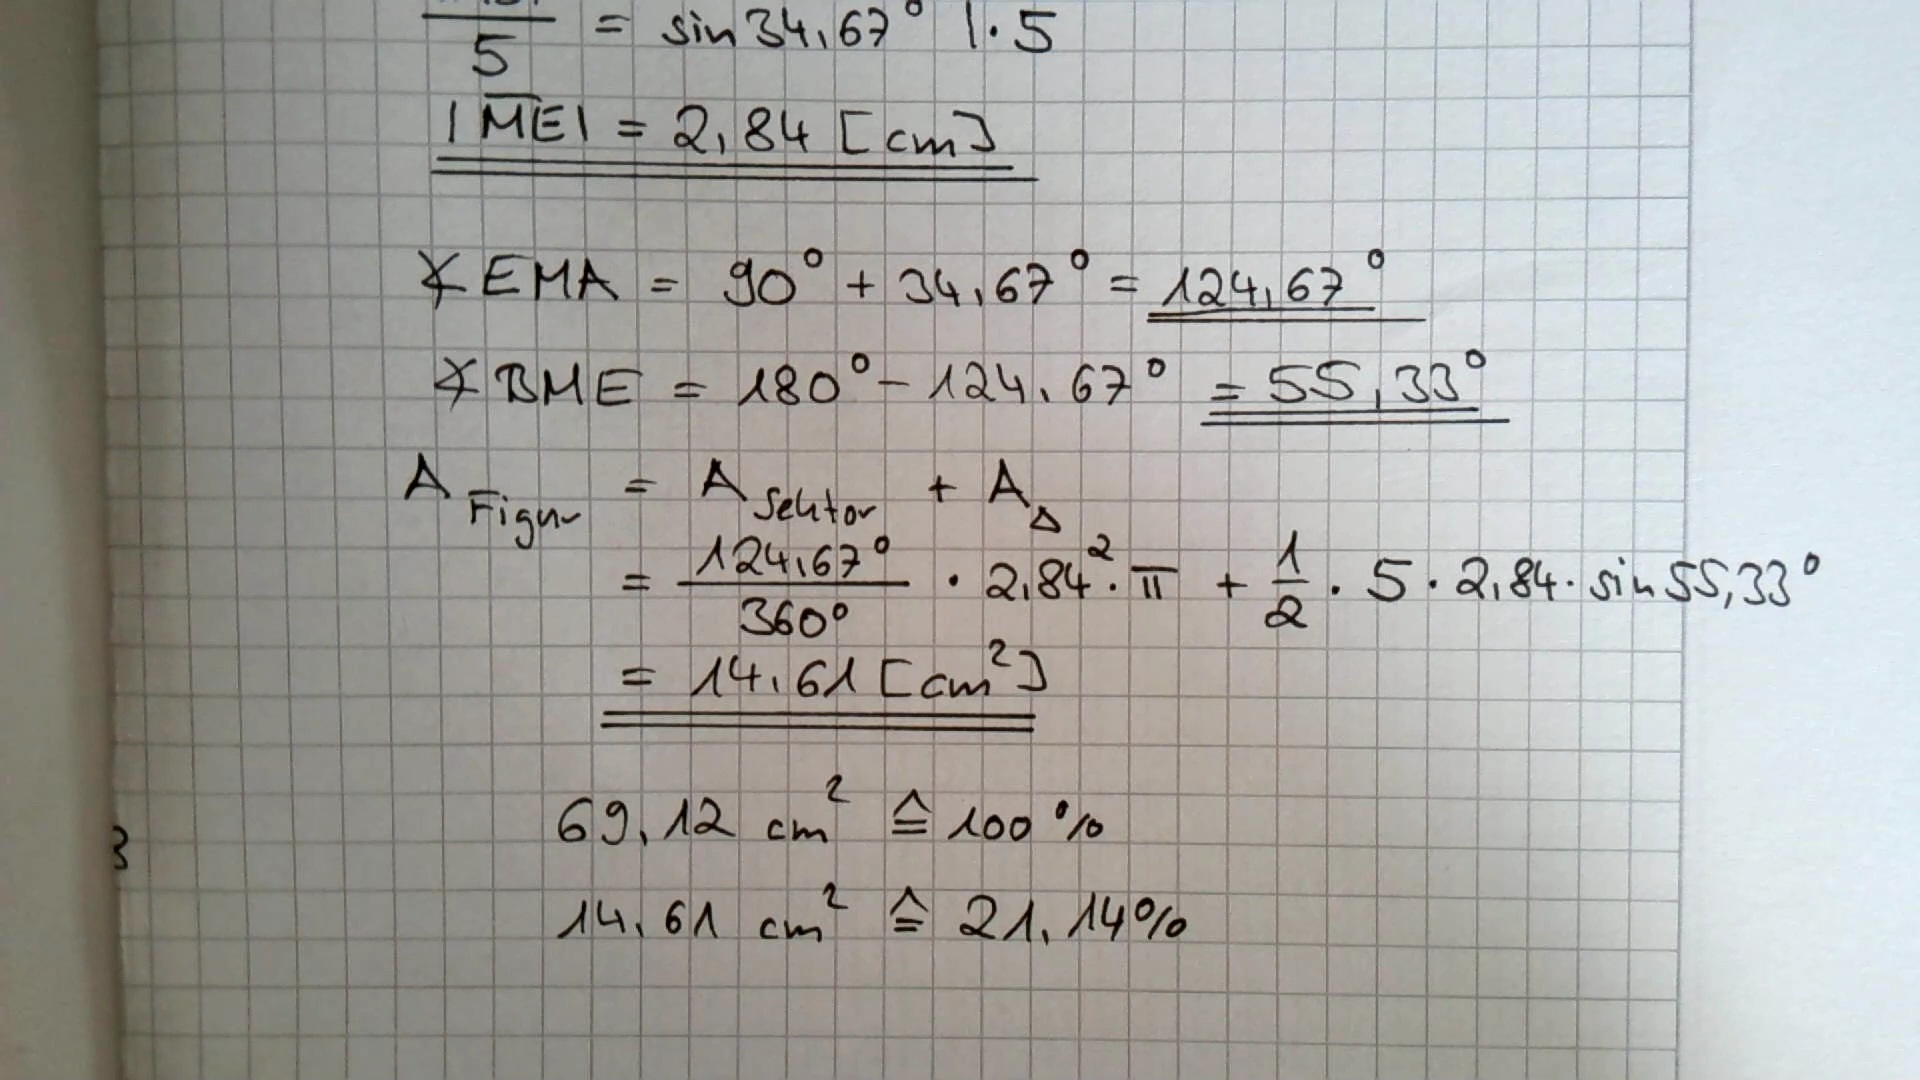 5 = sin 34,67° | · 5
|ME| = 2,84 [cm]
∡ EMA = 90° + 34,67° = 124,67°
∡ BME = 180° - 124,67° = 55,33°
A Figur = A Sektor + A Δ
= 124,67° / 360° · 2,84² · π + 1/2 · 5 · 2,84 · sin 55,33°
= 14,61 [cm²]
69,12 cm² ≙ 100 %
3
14,61 cm² ≙ 21,14%